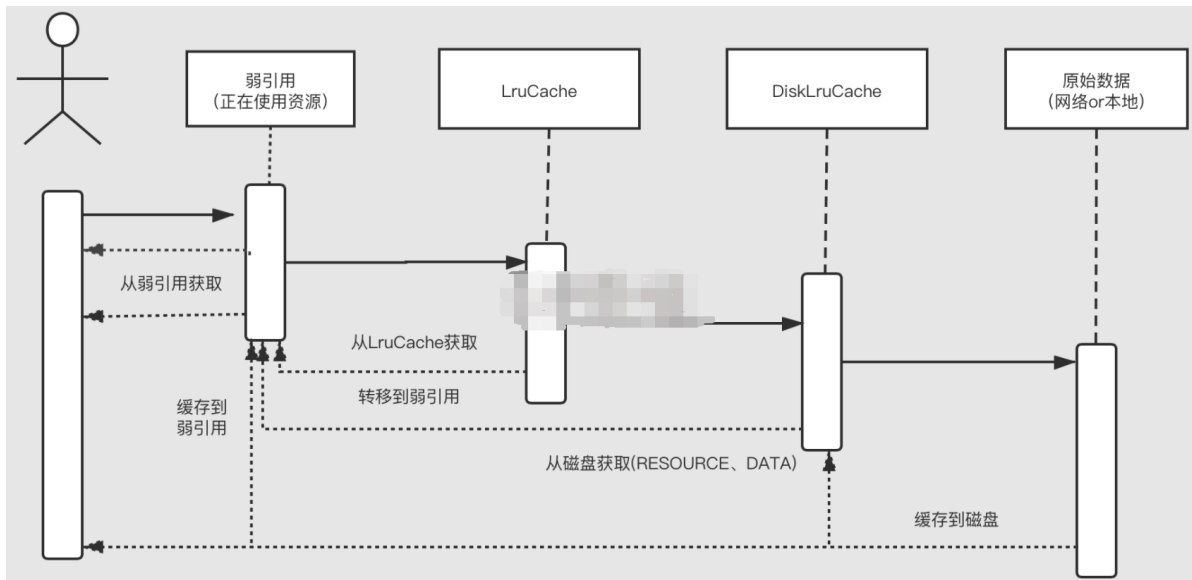 弱引用
（正在使用资源）
LruCache
DiskLruCache
原始数据
（网络or本地）
从弱引用获取
从LruCache获取
转移到弱引用
缓存到
弱引用
从磁盘获取(RESOURCE、DATA)
缓存到磁盘